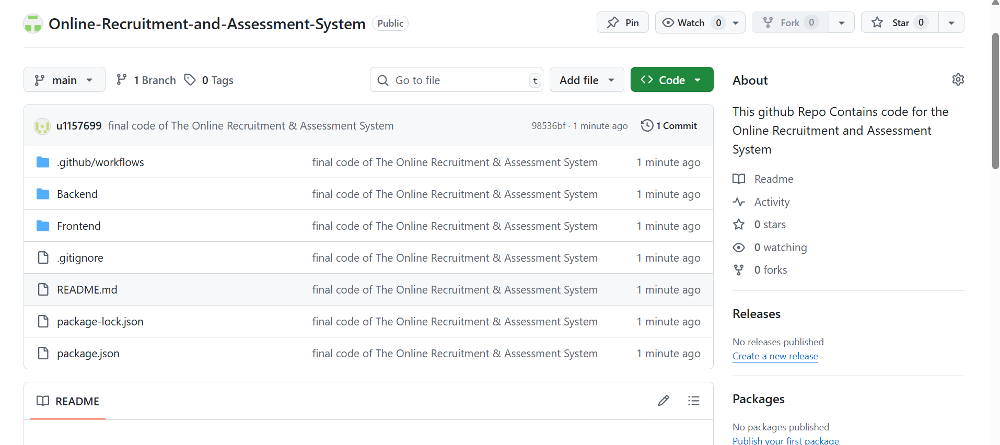 Online-Recruitment-and-Assessment-System Public
Pin
Watch 0
Fork 0
Star 0
main
1 Branch
0 Tags
Go to file t
Add file
Code
u1157699 final code of The Online Recruitment & Assessment System 98536bf · 1 minute ago 1 Commit
.github/workflows final code of The Online Recruitment & Assessment System 1 minute ago
Backend final code of The Online Recruitment & Assessment System 1 minute ago
Frontend final code of The Online Recruitment & Assessment System 1 minute ago
.gitignore final code of The Online Recruitment & Assessment System 1 minute ago
README.md final code of The Online Recruitment & Assessment System 1 minute ago
package-lock.json final code of The Online Recruitment & Assessment System 1 minute ago
package.json final code of The Online Recruitment & Assessment System 1 minute ago
README
About
This github Repo Contains code for the
Online Recruitment and Assessment
System
Readme
Activity
0 stars
0 watching
0 forks
Releases
No releases published
Create a new release
Packages
No packages published
Publish your first package